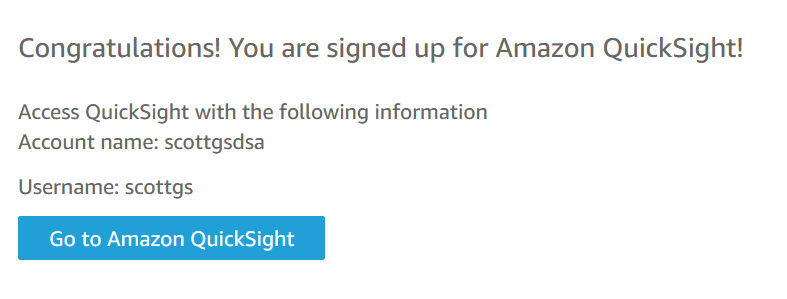 Congratulations! You are signed up for Amazon QuickSight!
Access QuickSight with the following information
Account name: scottgsdsa
Username: scottgs
Go to Amazon QuickSight